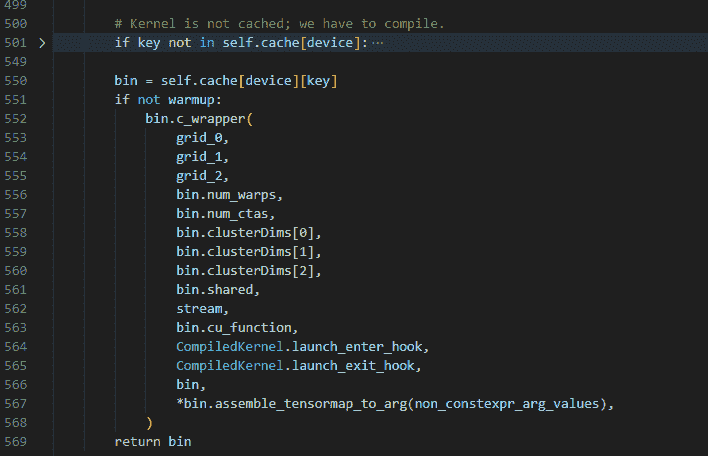 499
500 # Kernel is not cached; we have to compile.
501 > if key not in self.cache[device]:⋯
549
550 bin = self.cache[device][key]
551 if not warmup:
552     bin.c_wrapper(
553         grid_0,
554         grid_1,
555         grid_2,
556         bin.num_warps,
557         bin.num_ctas,
558         bin.clusterDims[0],
559         bin.clusterDims[1],
560         bin.clusterDims[2],
561         bin.shared,
562         stream,
563         bin.cu_function,
564         CompiledKernel.launch_enter_hook,
565         CompiledKernel.launch_exit_hook,
566         bin,
567         *bin.assemble_tensormap_to_arg(non_constexpr_arg_values),
568     )
569 return bin